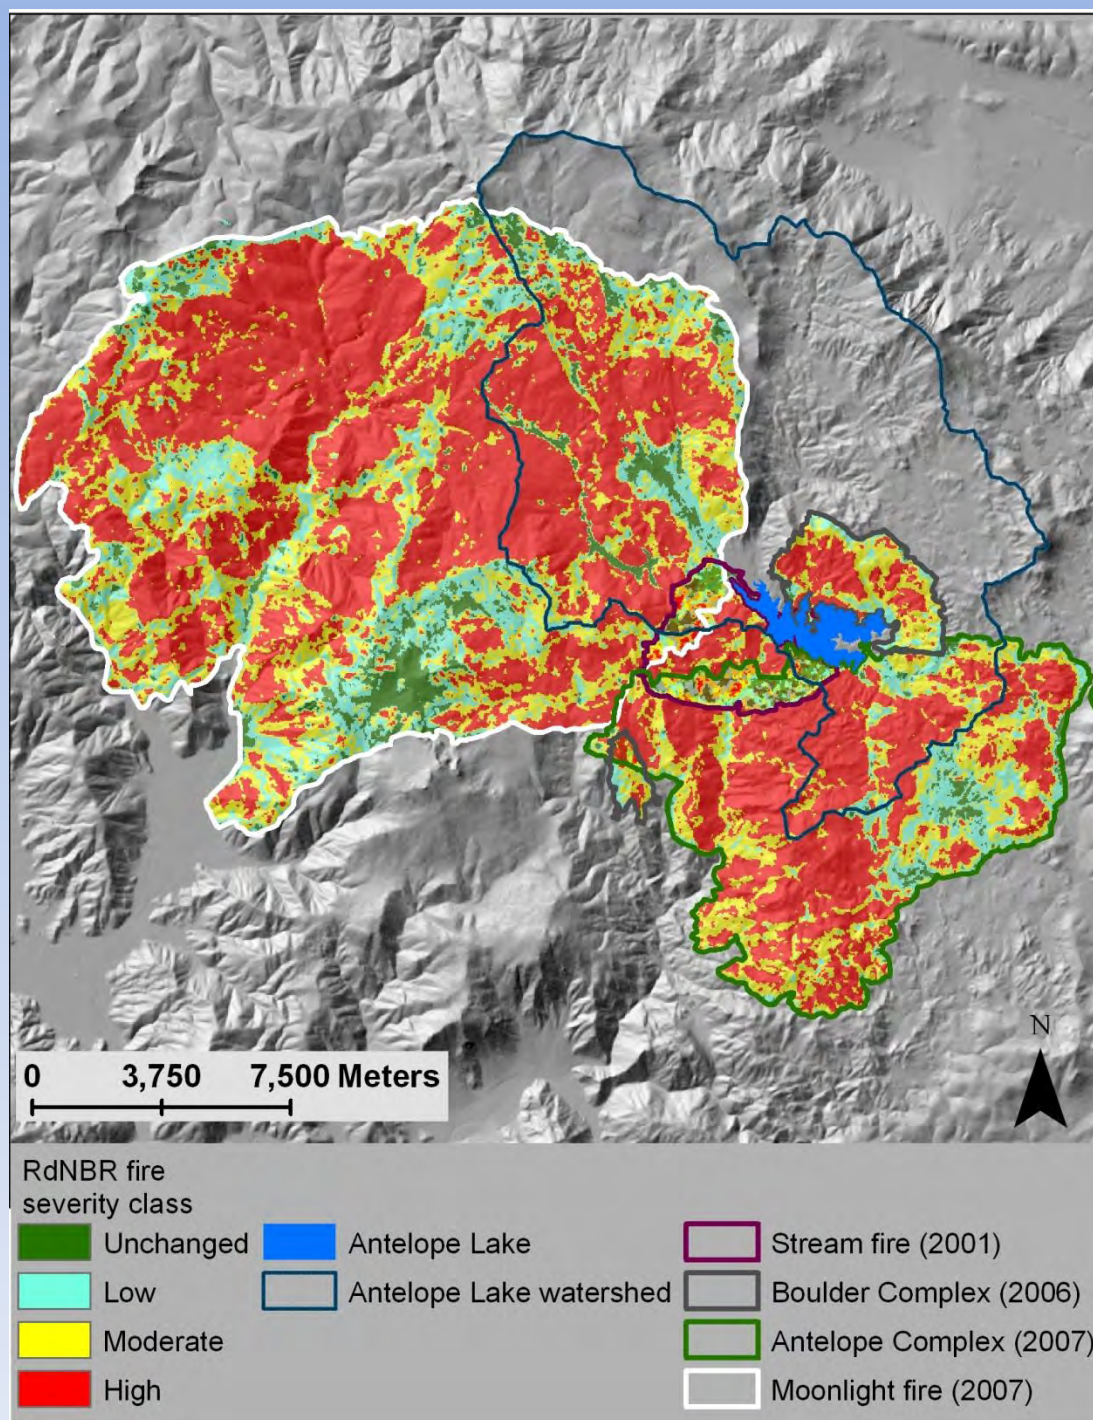 N
0 3,750 7,500 Meters
RdNBR fire
severity class
Unchanged
Low
Moderate
High
Antelope Lake
Antelope Lake watershed
Stream fire (2001)
Boulder Complex (2006)
Antelope Complex (2007)
Moonlight fire (2007)